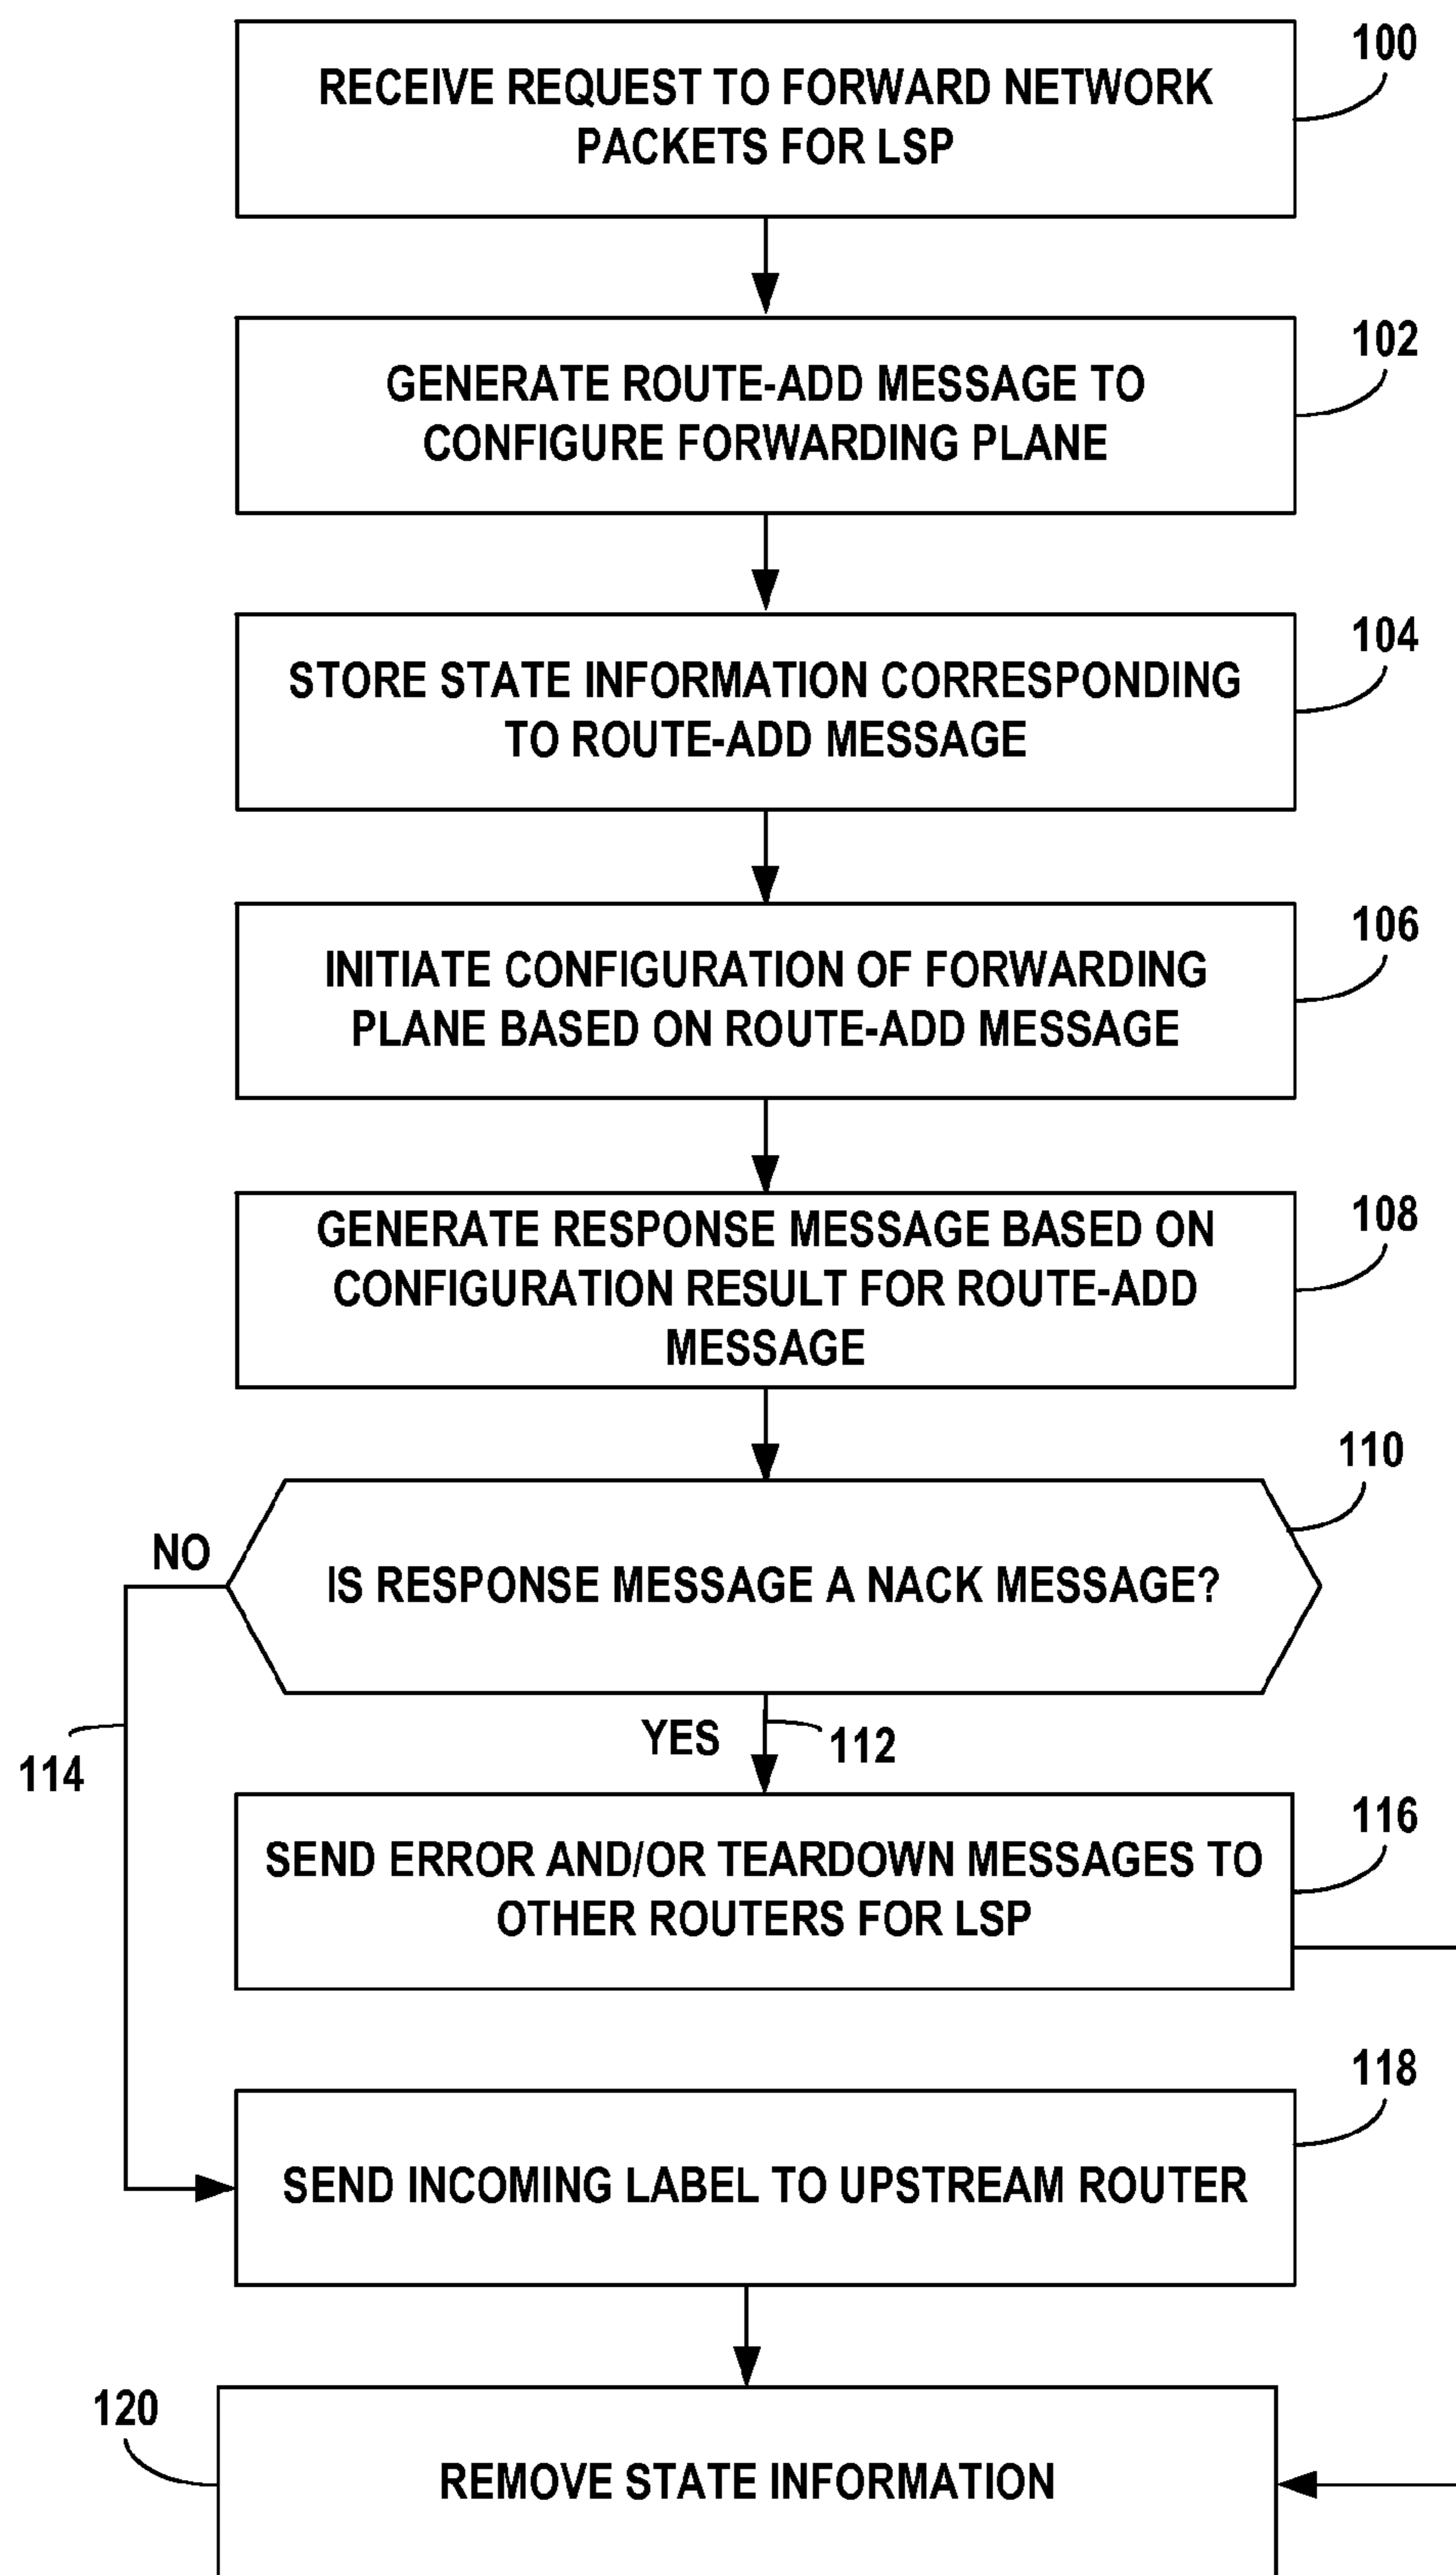 100
RECEIVE REQUEST TO FORWARD NETWORK
PACKETS FOR LSP
102
GENERATE ROUTE-ADD MESSAGE TO
CONFIGURE FORWARDING PLANE
104
STORE STATE INFORMATION CORRESPONDING
TO ROUTE-ADD MESSAGE
106
INITIATE CONFIGURATION OF FORWARDING
PLANE BASED ON ROUTE-ADD MESSAGE
108
GENERATE RESPONSE MESSAGE BASED ON
CONFIGURATION RESULT FOR ROUTE-ADD
MESSAGE
110
NO
IS RESPONSE MESSAGE A NACK MESSAGE?
YES
112
114
116
SEND ERROR AND/OR TEARDOWN MESSAGES TO
OTHER ROUTERS FOR LSP
118
SEND INCOMING LABEL TO UPSTREAM ROUTER
120
REMOVE STATE INFORMATION